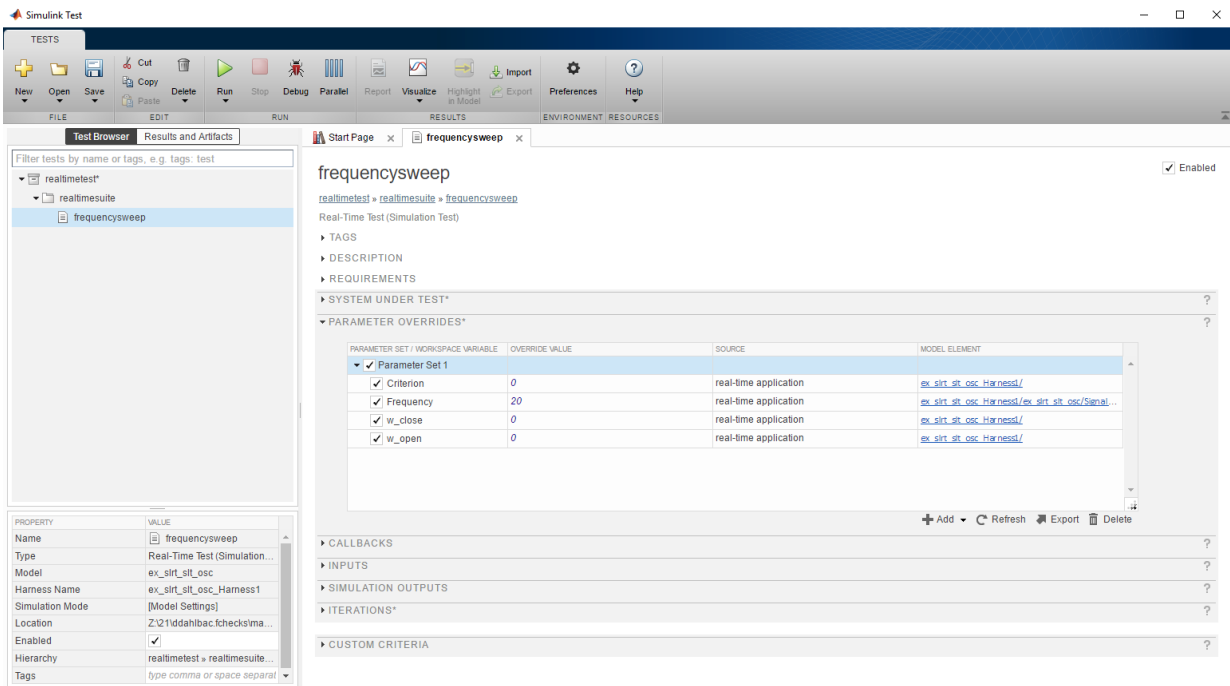 Simulink Test
TESTS
New
Open
Save
Cut
Copy
Paste
Delete
Run
Stop
Debug
Parallel
Report
Visualize
Highlight
in Model
Import
Export
Preferences
Help
FILE
EDIT
RUN
RESULTS
ENVIRONMENT
RESOURCES
Test Browser
Results and Artifacts
Filter tests by name or tags, e.g. tags: test
realtimetest*
realtimesuite
frequencysweep
PROPERTY VALUE
Name frequencysweep
Type Real-Time Test (Simulation...
Model ex_slrt_slt_osc
Harness Name ex_slrt_slt_osc_Harness1
Simulation Mode [Model Settings]
Location Z:\21\ddahlbac.fchecks\ma...
Enabled
Hierarchy realtimetest » realtimesuite...
Tags type comma or space separat
Start Page
frequencysweep
frequencysweep
Enabled
realtimetest » realtimesuite » frequencysweep
Real-Time Test (Simulation Test)
TAGS
DESCRIPTION
REQUIREMENTS
SYSTEM UNDER TEST* ?
PARAMETER OVERRIDES* ?
PARAMETER SET / WORKSPACE VARIABLE OVERRIDE VALUE SOURCE MODEL ELEMENT
Parameter Set 1
Criterion 0 real-time application ex_slrt_slt_osc_Harness1/
Frequency 20 real-time application ex_slrt_slt_osc_Harness1/ex_slrt_slt_osc/Signal...
w_close 0 real-time application ex_slrt_slt_osc_Harness1/
w_open 0 real-time application ex_slrt_slt_osc_Harness1/
Add Refresh Export Delete
CALLBACKS ?
INPUTS ?
SIMULATION OUTPUTS ?
ITERATIONS* ?
CUSTOM CRITERIA ?